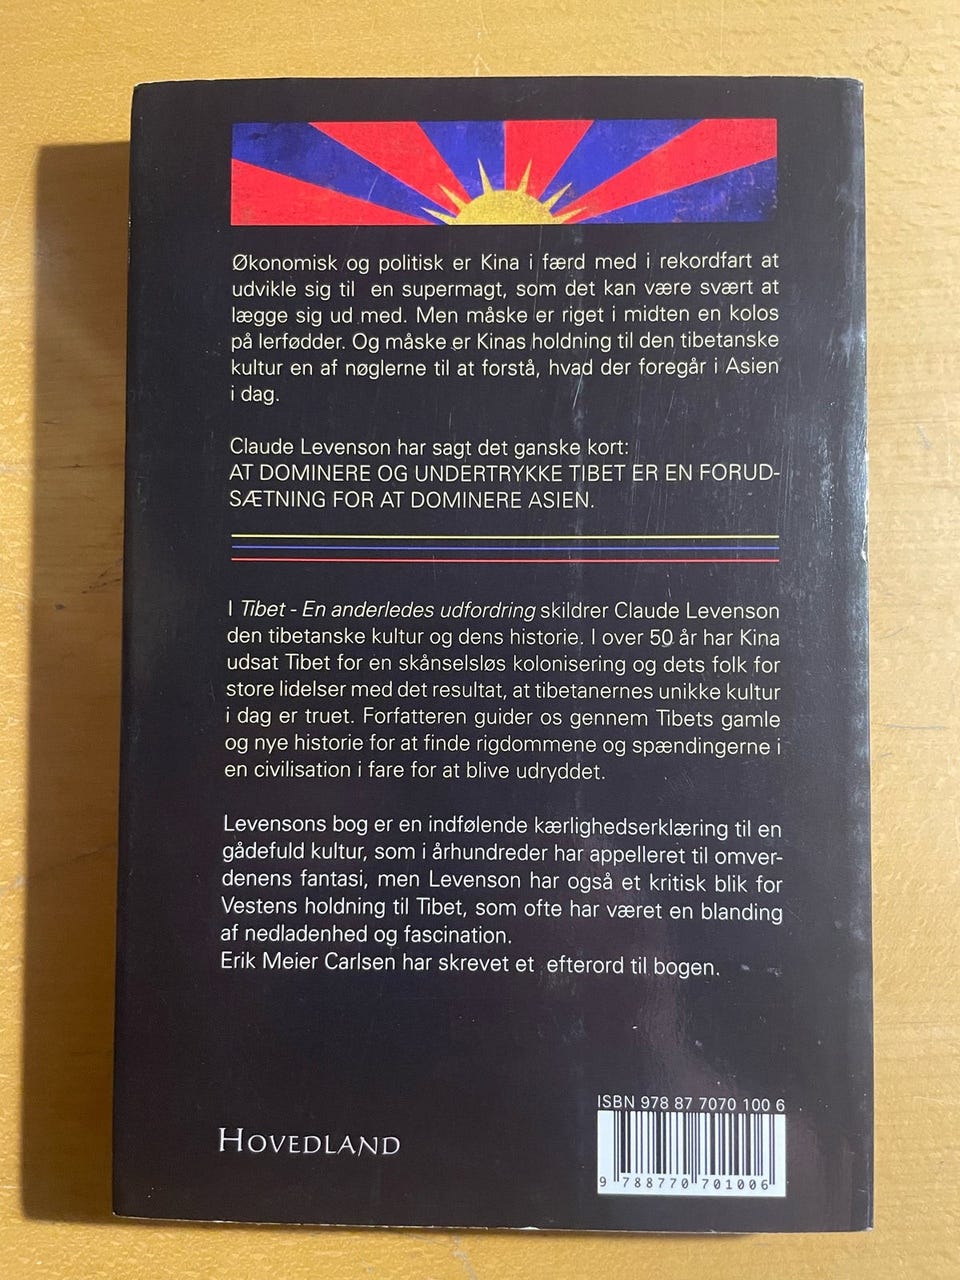 Økonomisk og politisk er Kina i færd med i rekordfart at
udvikle sig til en supermagt, som det kan være svært at
lægge sig ud med. Men måske er riget i midten en kolos
på lerfødder. Og måske er Kinas holdning til den tibetanske
kultur en af nøglerne til at forstå, hvad der foregår i Asien
i dag.
Claude Levenson har sagt det ganske kort:
AT DOMINERE OG UNDERTRYKKE TIBET ER EN FORUD-
SÆTNING FOR AT DOMINERE ASIEN.
I Tibet - En anderledes udfordring skildrer Claude Levenson
den tibetanske kultur og dens historie. I over 50 år har Kina
udsat Tibet for en skånselsløs kolonisering og dets folk for
store lidelser med det resultat, at tibetanernes unikke kultur
i dag er truet. Forfatteren guider os gennem Tibets gamle
og nye historie for at finde rigdommene og spændingerne i
en civilisation i fare for at blive udryddet.
Levensons bog er en indfølende kærlighedserklæring til en
gådefuld kultur, som i århundreder har appelleret til omver-
denens fantasi, men Levenson har også et kritisk blik for
Vestens holdning til Tibet, som ofte har været en blanding
af nedladenhed og fascination.
Erik Meier Carlsen har skrevet et efterord til bogen.
ISBN 978 87 7070 100 6
HOVEDLAND
9 788770 701006